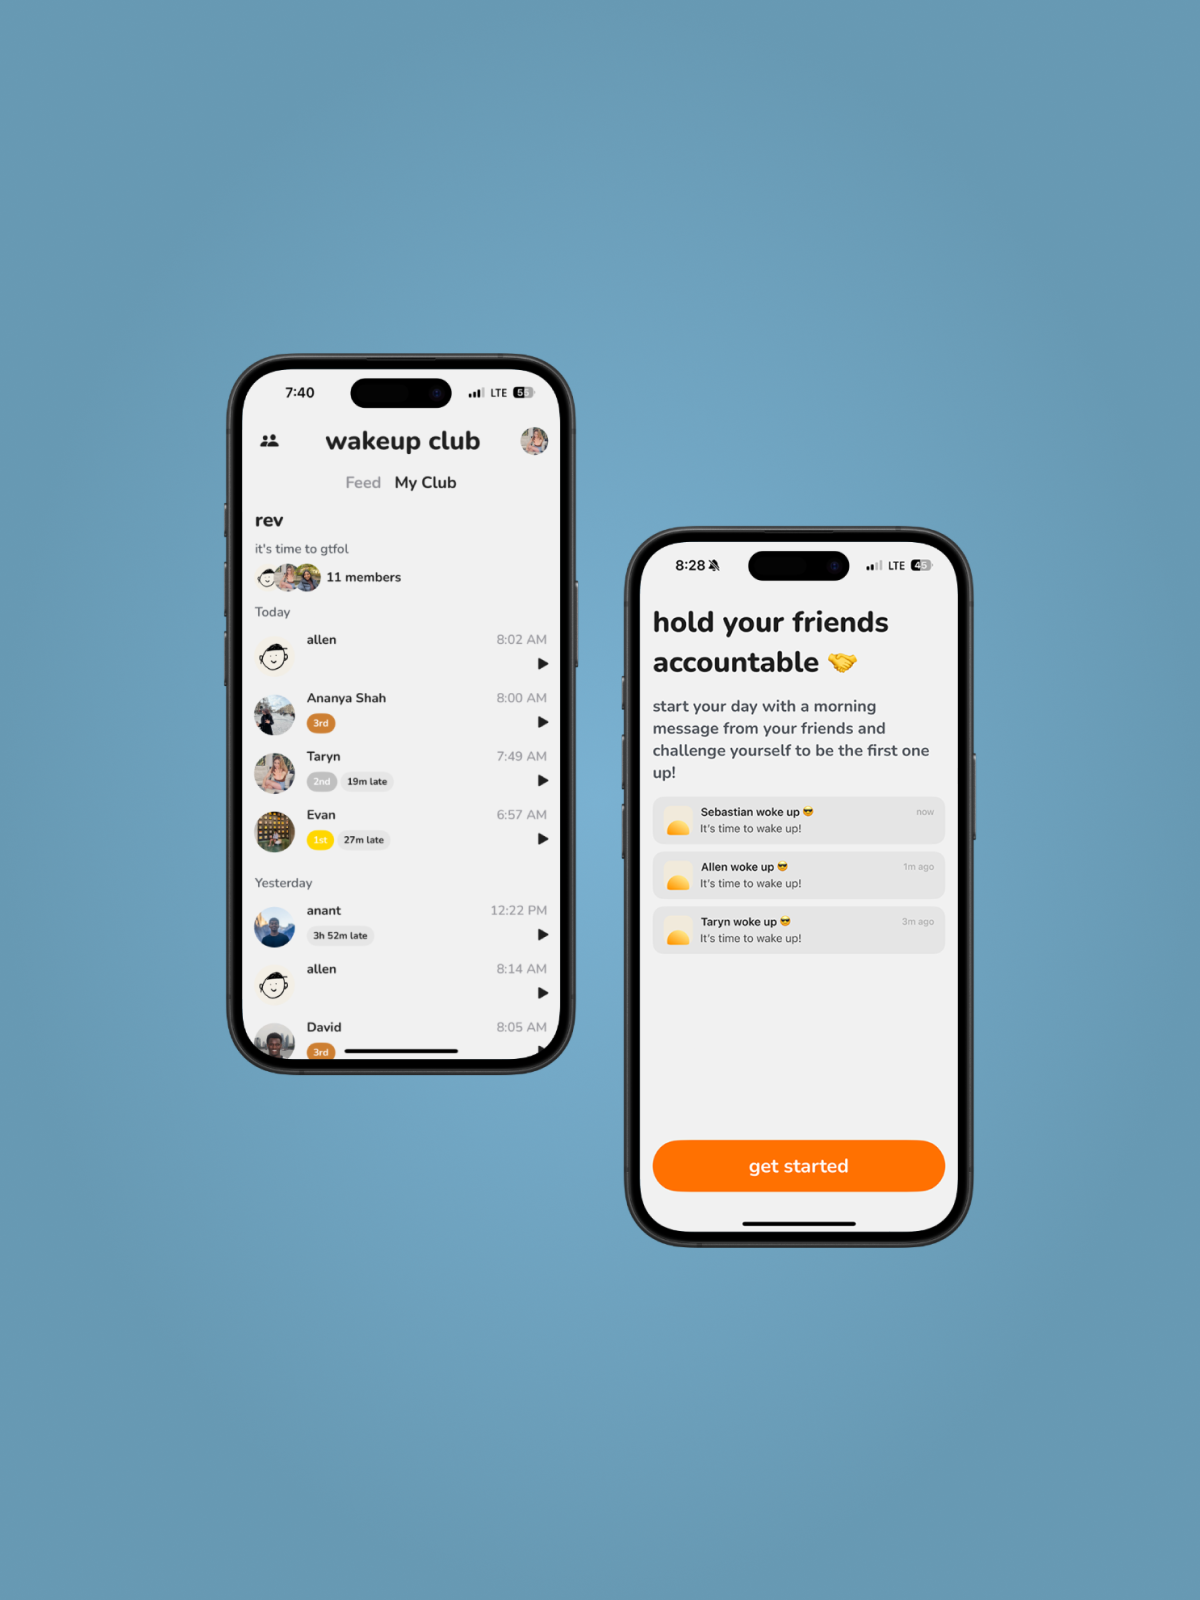 7:40
LTE
wakeup club
Feed My Club
rev
it's time to gtfol
11 members
Today
allen 8:02 AM
Ananya Shah 8:00 AM
3rd
Taryn 7:49 AM
2nd 19m late
Evan 6:57 AM
1st 27m late
Yesterday
anant 12:22 PM
3h 52m late
allen 8:14 AM
David 8:05 AM
3rd
8:28 LTE 45
hold your friends
accountable 🤝
start your day with a morning
message from your friends and
challenge yourself to be the first one
up!
Sebastian woke up 😎 now
It's time to wake up!
Allen woke up 😎 1m ago
It's time to wake up!
Taryn woke up 😎 3m ago
It's time to wake up!
get started